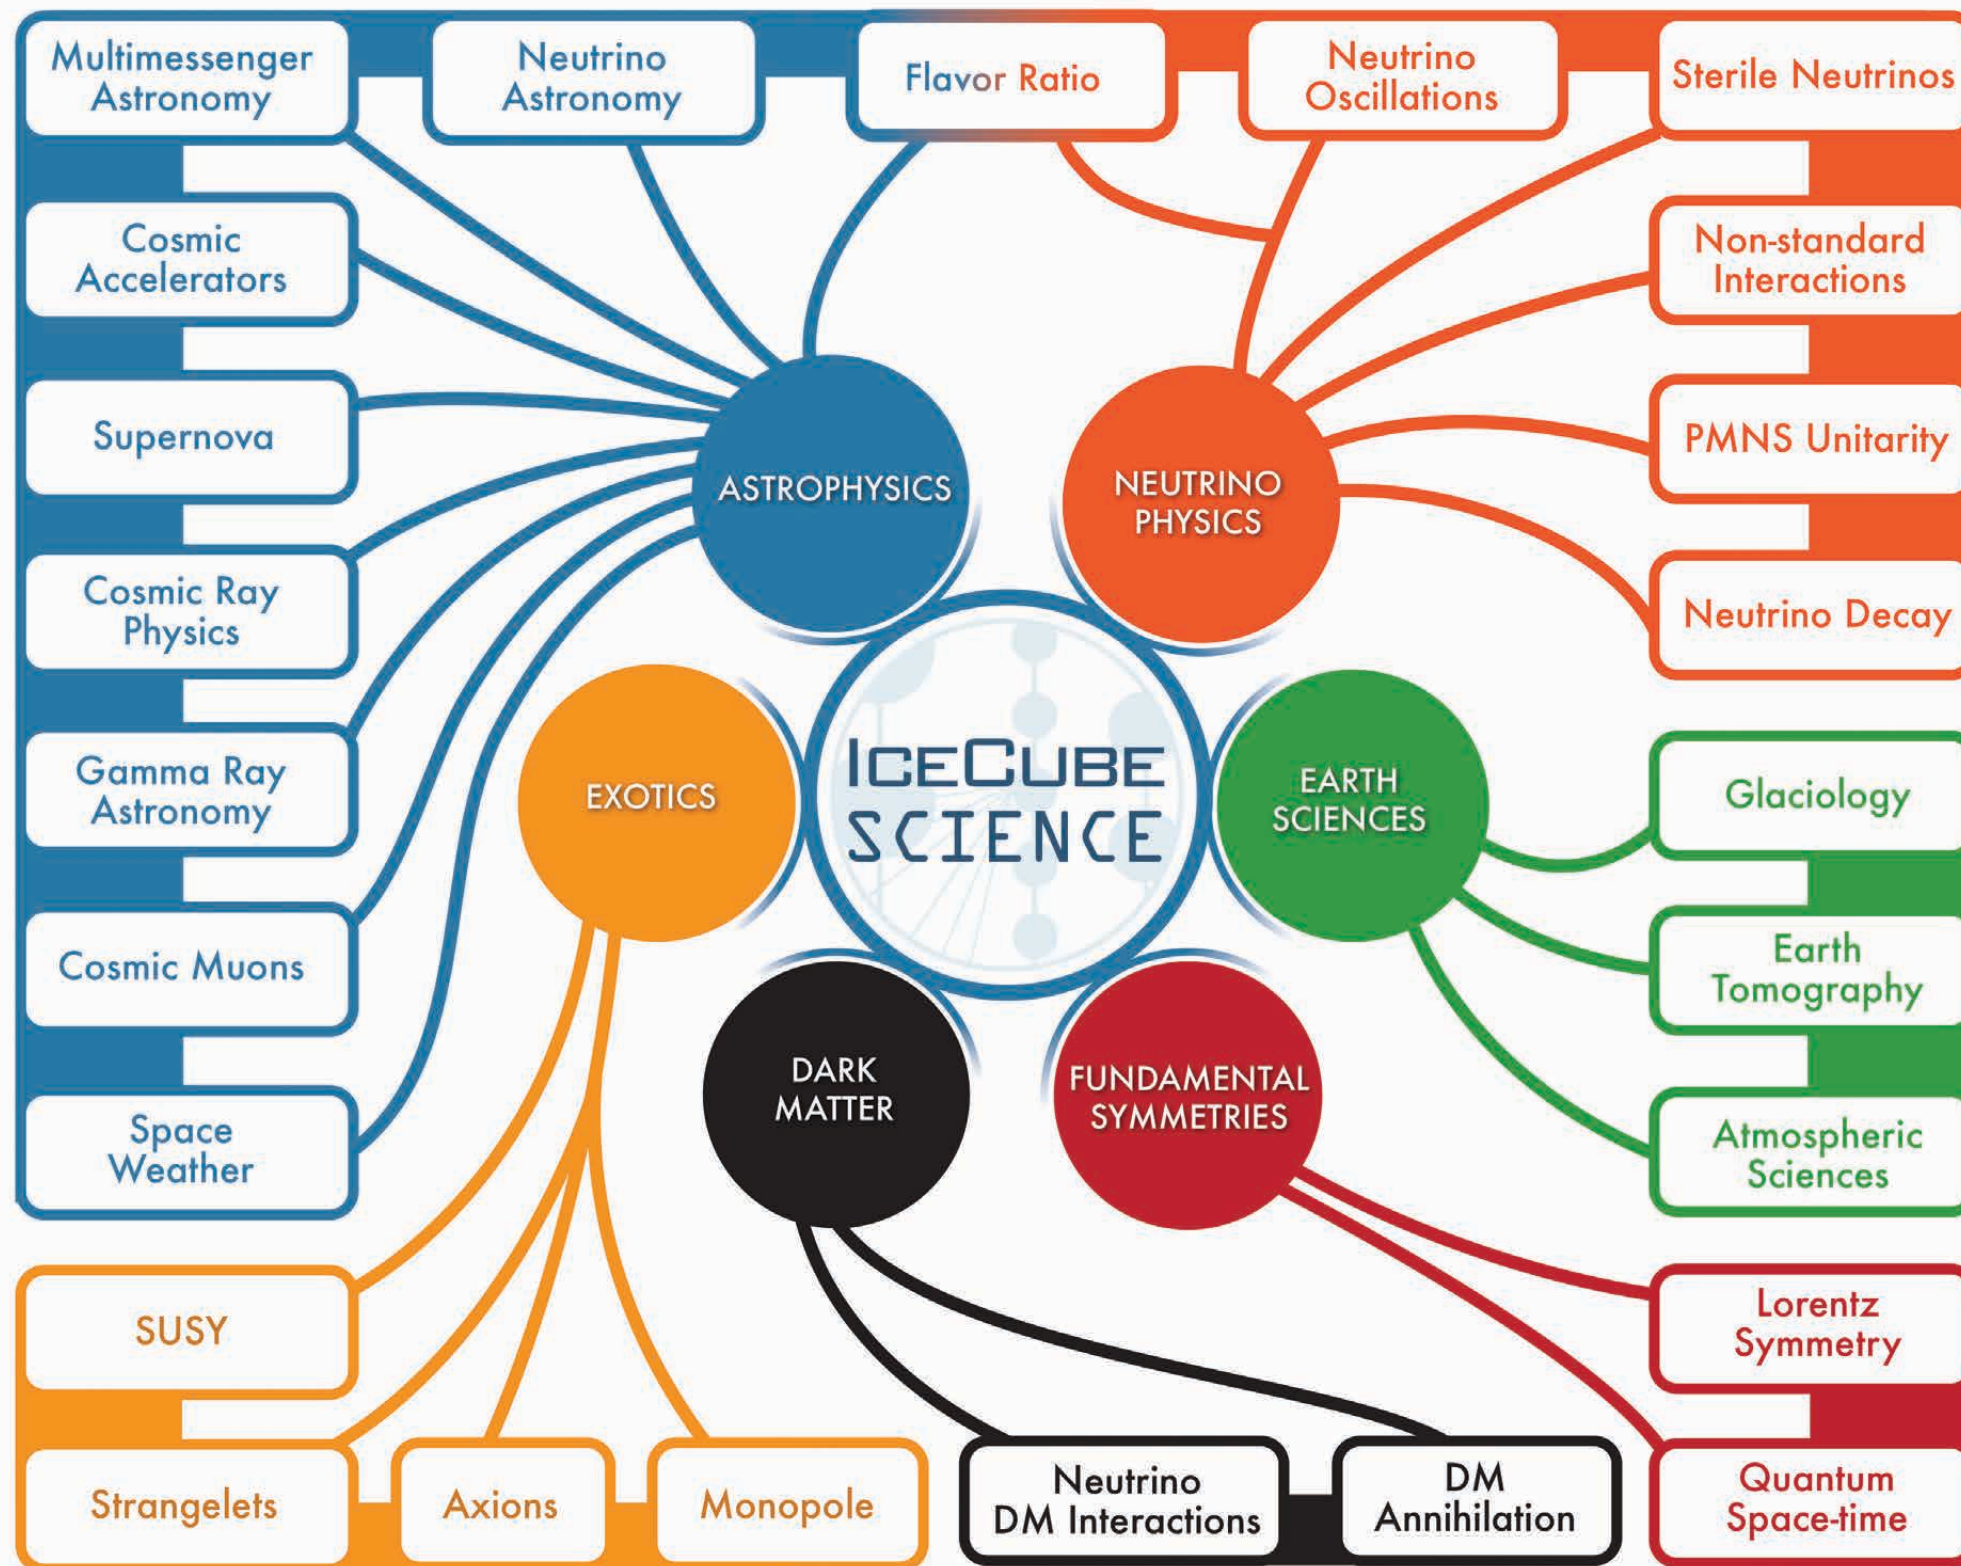 Multimessenger
Astronomy
Neutrino
Astronomy
Flavor Ratio
Neutrino
Oscillations
Sterile Neutrinos
Cosmic
Accelerators
Non-standard
Interactions
Supernova
PMNS Unitarity
ASTROPHYSICS
NEUTRINO
PHYSICS
Cosmic Ray
Physics
Neutrino Decay
Gamma Ray
Astronomy
EXOTICS
ICECUBE
SCIENCE
EARTH
SCIENCES
Glaciology
Cosmic Muons
Earth
Tomography
DARK
MATTER
FUNDAMENTAL
SYMMETRIES
Space
Weather
Atmospheric
Sciences
SUSY
Lorentz
Symmetry
Strangelets
Axions
Monopole
Neutrino
DM Interactions
DM
Annihilation
Quantum
Space-time